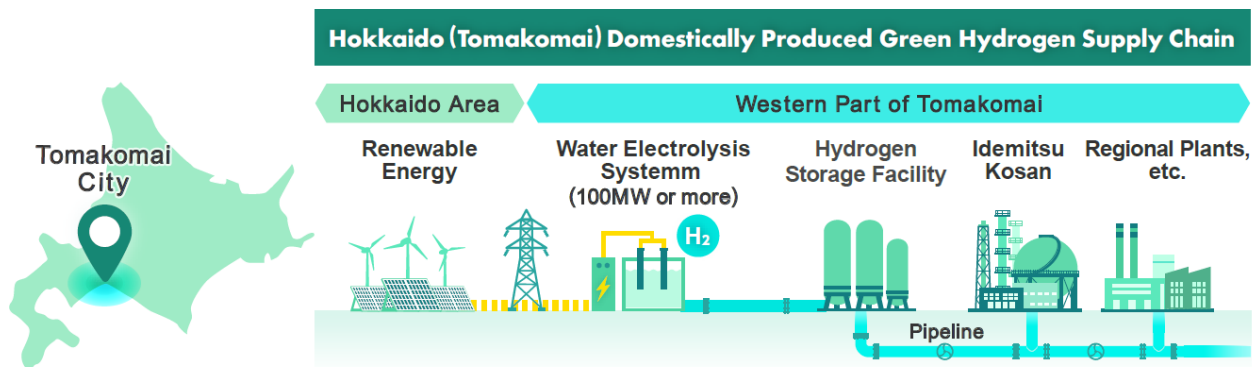 Hokkaido (Tomakomai) Domestically Produced Green Hydrogen Supply Chain
Hokkaido Area
Western Part of Tomakomai
Tomakomai
City
Renewable
Energy
Water Electrolysis
Systemm
(100MW or more)
Hydrogen
Storage Facility
Idemitsu
Kosan
Regional Plants,
etc.
H₂
Pipeline